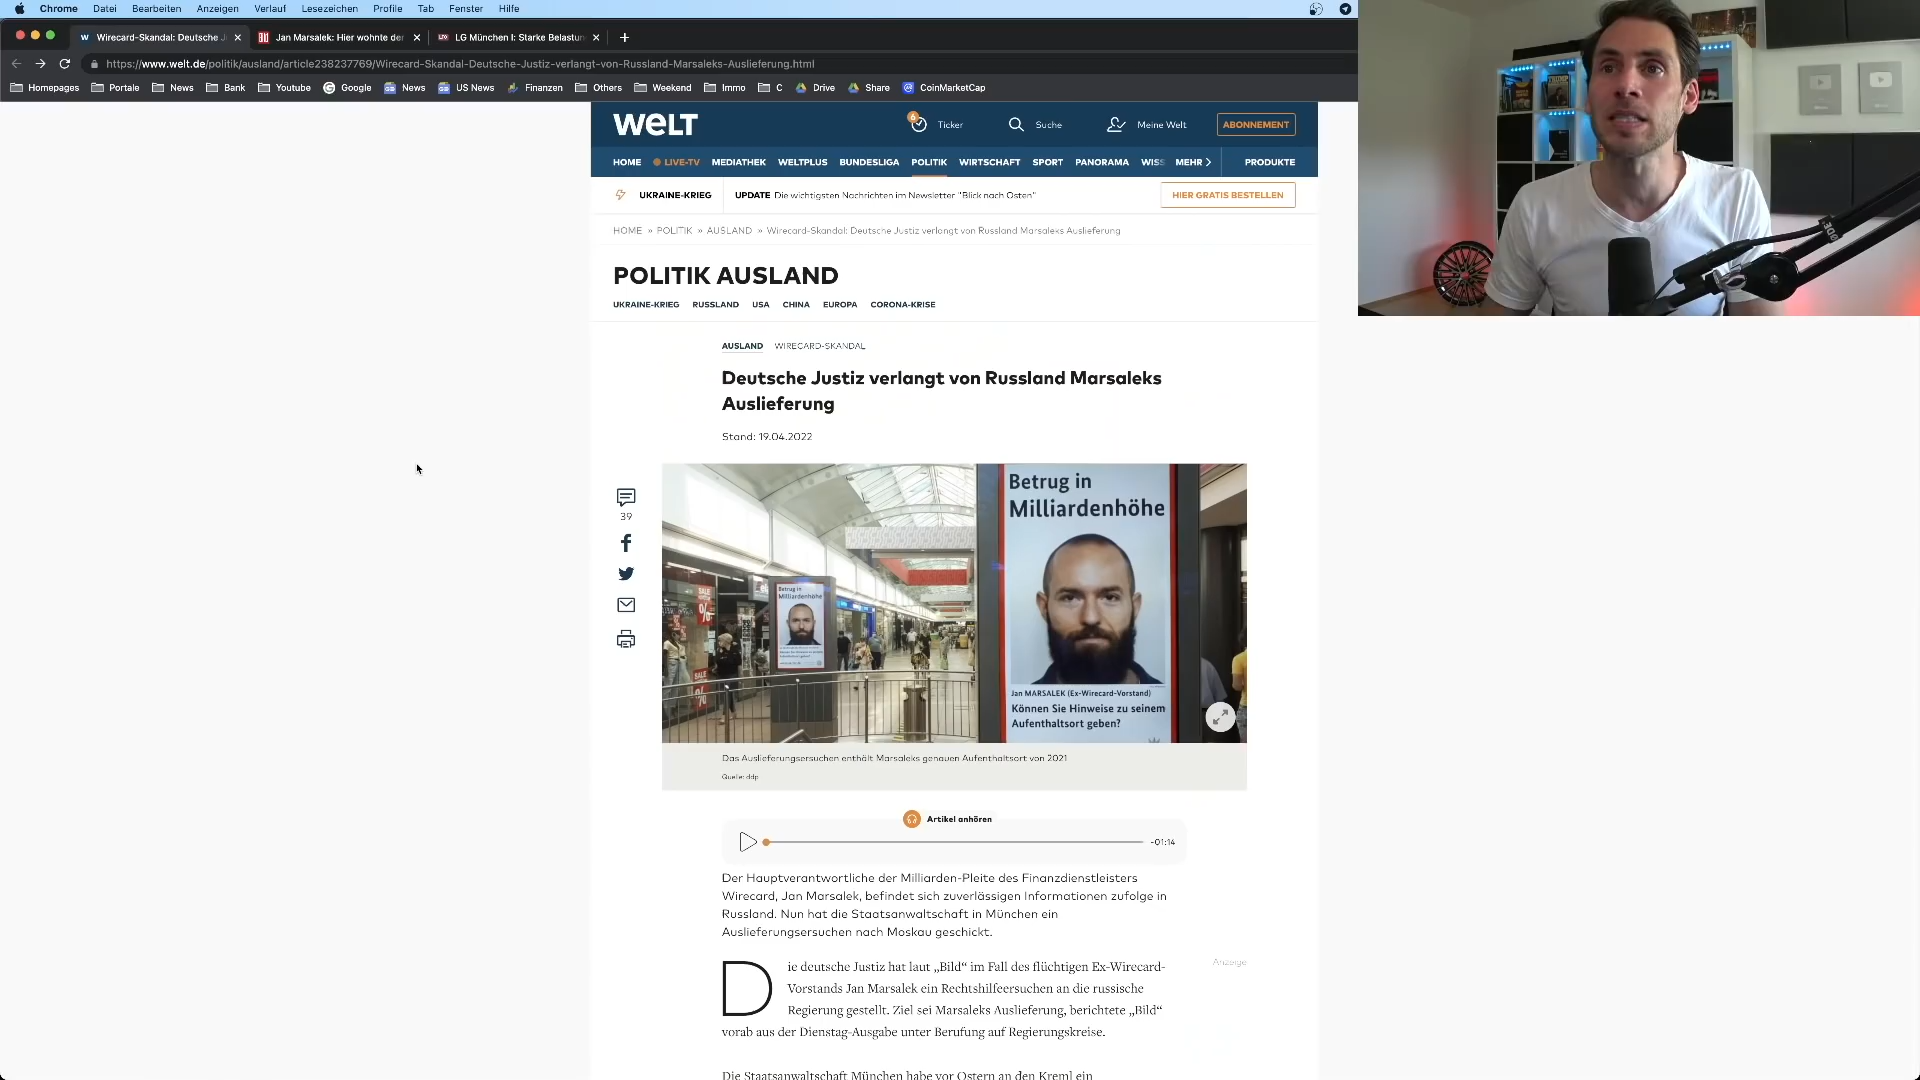 Chrome Datei Bearbeiten Anzeigen Verlauf Lesezeichen Profile Tab Fenster Hilfe
Wirecard-Skandal: Deutsche J
Jan Marsalek: Hier wohnte der
LG München I: Starke Belastun
https://www.welt.de/politik/ausland/article238237769/Wirecard-Skandal-Deutsche-Justiz-verlangt-von-Russland-Marsaleks-Auslieferung.html
Homepages Portale News Bank Youtube Google News US News Finanzen Others Weekend Immo C Drive Share CoinMarketCap
welt 6 Ticker Suche Meine Welt ABONNEMENT
HOME LIVE-TV MEDIATHEK WELTPLUS BUNDESLIGA POLITIK WIRTSCHAFT SPORT PANORAMA WISS MEHR PRODUKTE
UKRAINE-KRIEG UPDATE Die wichtigsten Nachrichten im Newsletter "Blick nach Osten" HIER GRATIS BESTELLEN
HOME » POLITIK » AUSLAND » Wirecard-Skandal: Deutsche Justiz verlangt von Russland Marsaleks Auslieferung
POLITIK AUSLAND
UKRAINE-KRIEG RUSSLAND USA CHINA EUROPA CORONA-KRISE
AUSLAND WIRECARD-SKANDAL
Deutsche Justiz verlangt von Russland Marsaleks
Auslieferung
Stand: 19.04.2022
39
Betrug in
Milliardenhöhe
Betrug in
Milliardenhöhe
SALE
%
SALE
%
Jan MARSALEK (Ex-Wirecard-Vorstand)
Können Sie Hinweise zu seinem
Aufenthaltsort geben?
Das Auslieferungsersuchen enthält Marsaleks genauen Aufenthaltsort von 2021
Quelle: ddp
Artikel anhören
-01:14
Der Hauptverantwortliche der Milliarden-Pleite des Finanzdienstleisters
Wirecard, Jan Marsalek, befindet sich zuverlässigen Informationen zufolge in
Russland. Nun hat die Staatsanwaltschaft in München ein
Auslieferungsersuchen nach Moskau geschickt.
Die deutsche Justiz hat laut „Bild“ im Fall des flüchtigen Ex-Wirecard-
Vorstands Jan Marsalek ein Rechtshilfeersuchen an die russische
Regierung gestellt. Ziel sei Marsaleks Auslieferung, berichtete „Bild“
vorab aus der Dienstag-Ausgabe unter Berufung auf Regierungskreise.
Anzeige
Die Staatsanwaltschaft München habe vor Ostern an den Kreml ein